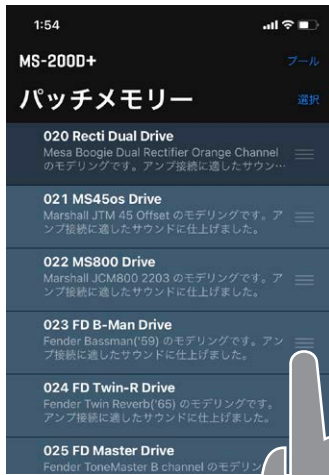 1:54
MS-200D+
プール
パッチメモリー
選択
020 Recti Dual Drive
Mesa Boogie Dual Rectifier Orange Channel
のモデリングです。アンプ接続に適したサウン…
021 MS45os Drive
Marshall JTM 45 Offset のモデリングです。ア
ンプ接続に適したサウンドに仕上げました。
022 MS800 Drive
Marshall JCM800 2203 のモデリングです。ア
ンプ接続に適したサウンドに仕上げました。
023 FD B-Man Drive
Fender Bassman('59) のモデリングです。アン
プ接続に適したサウンドに仕上げました。
024 FD Twin-R Drive
Fender Twin Reverb('65) のモデリングです。
アンプ接続に適したサウンドに仕上げました。
025 FD Master Drive
Fender ToneMaster B channel のモデリン